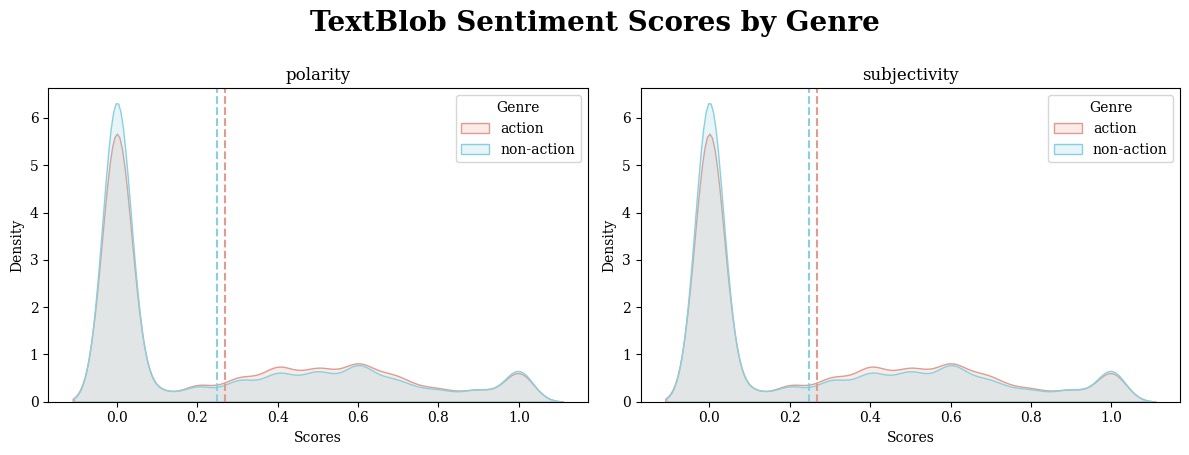 TextBlob Sentiment Scores by Genre
polarity
Density
6
5
4
3
2
1
0
Genre
action
non-action
0.0 0.2 0.4 0.6 0.8 1.0
Scores
subjectivity
Density
6
5
4
3
2
1
0
Genre
action
non-action
0.0 0.2 0.4 0.6 0.8 1.0
Scores